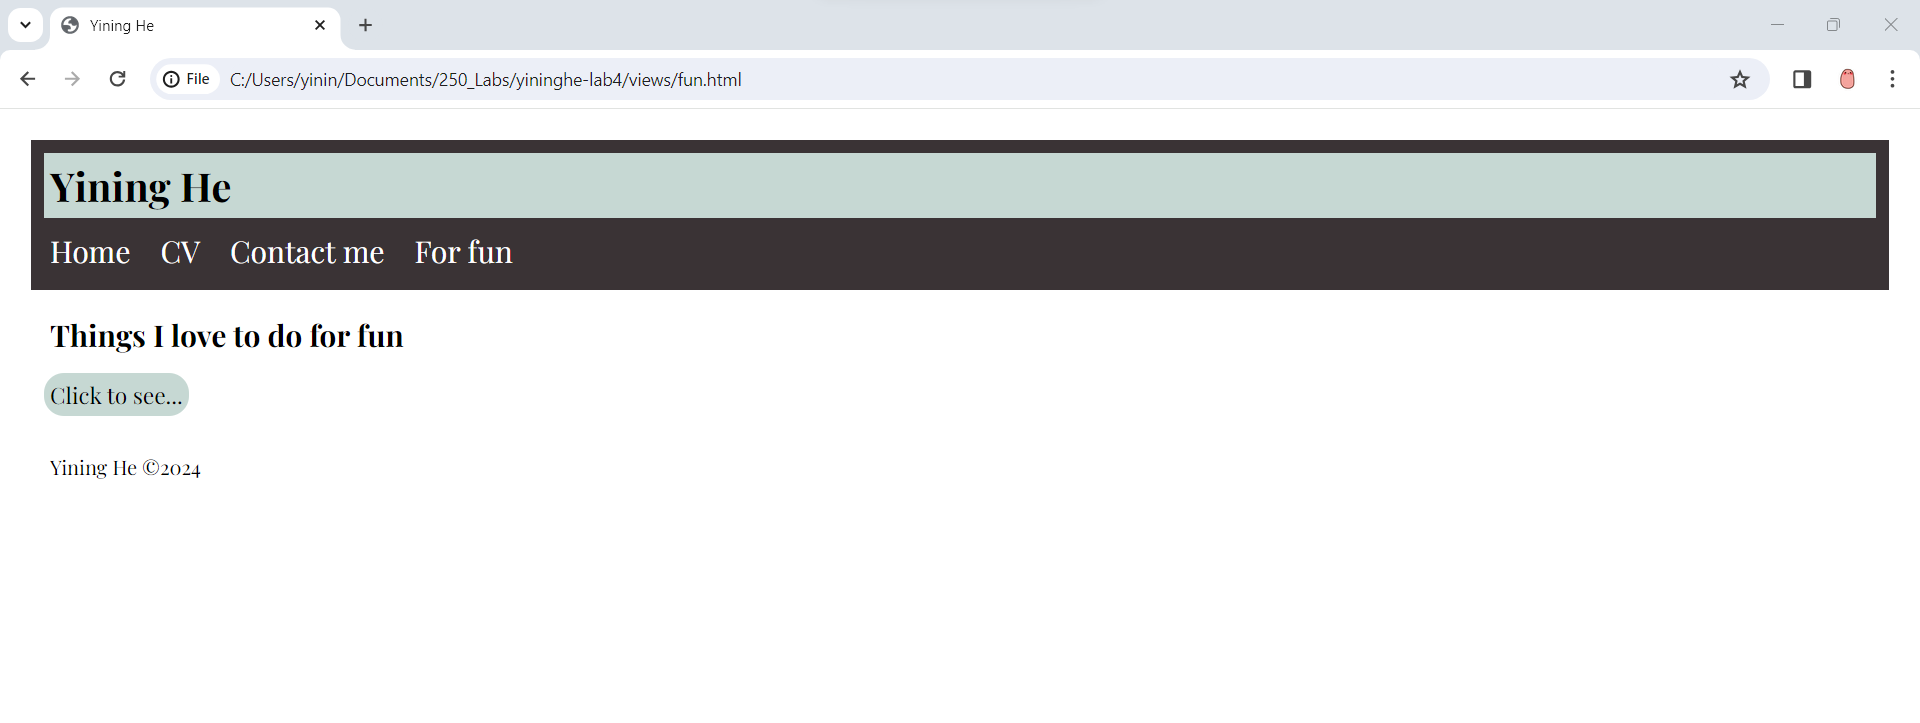 Yining He
File C:/Users/yinin/Documents/250_Labs/yininghe-lab4/views/fun.html
Yining He
Home CV Contact me For fun
Things I love to do for fun
Click to see...
Yining He ©2024